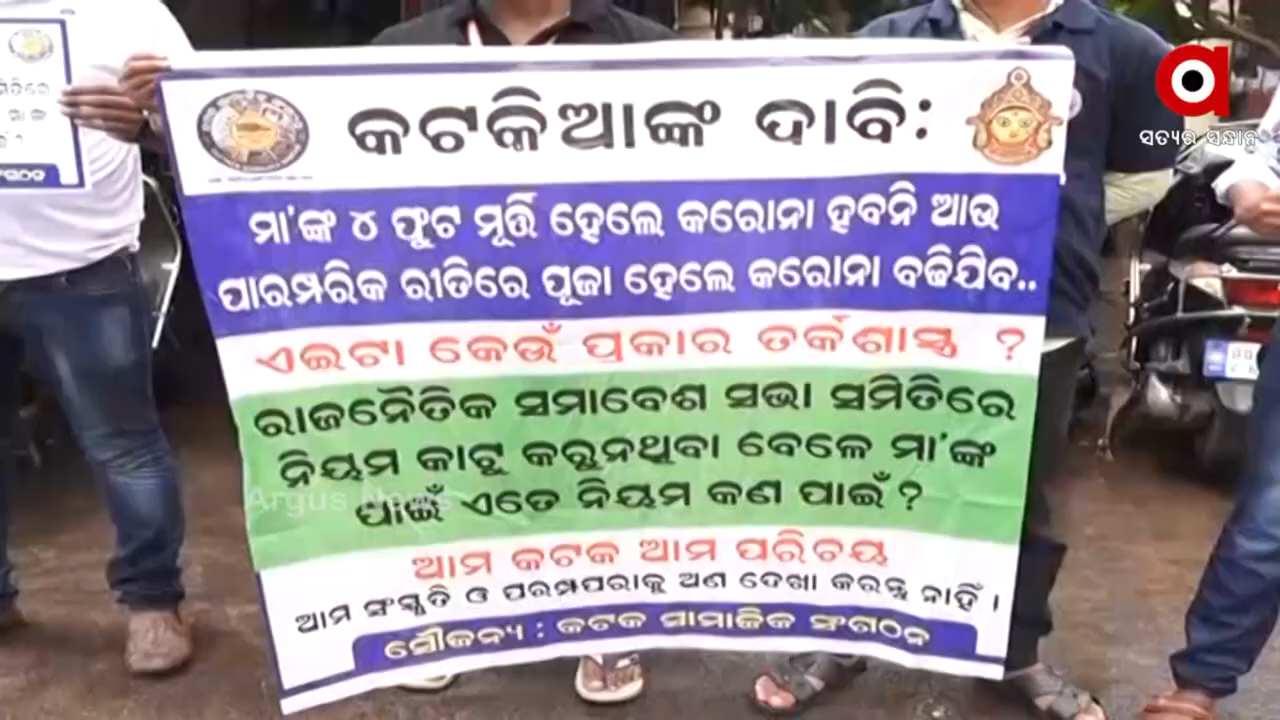 କଟକିଆଙ୍କ ଦାବି:
ମା'ଙ୍କ ୪ ଫୁଟ ମୂର୍ତ୍ତି ହେଲେ କରୋନା ହବନି ଆଉ
ପାରମ୍ପରିକ ରୀତିରେ ପୂଜା ହେଲେ କରୋନା ବଢିଯିବ..
ଏଇଟା କେଉଁ ପ୍ରକାର ତର୍କଶାସ୍ତ୍ର ?
ରାଜନୈତିକ ସମାବେଶ ସଭା ସମିତିରେ
ନିୟମ କାଟୁ କରୁନଥିବା ବେଳେ ମା'ଙ୍କ
ପାଇଁ ଏତେ ନିୟମ କଣ ପାଇଁ ?
ଆମ କଟକ ଆମ ପରିଚୟ
ଆମ ସଂସ୍କୃତି ଓ ପରମ୍ପରାକୁ ଅଣ ଦେଖା କରନ୍ତୁ ନାହିଁ ।
ସୌଜନ୍ୟ : କଟକ ସାମାଜିକ ସଂଗଠନ
ସତ୍ୟର ସନ୍ଧାନ
Argus News